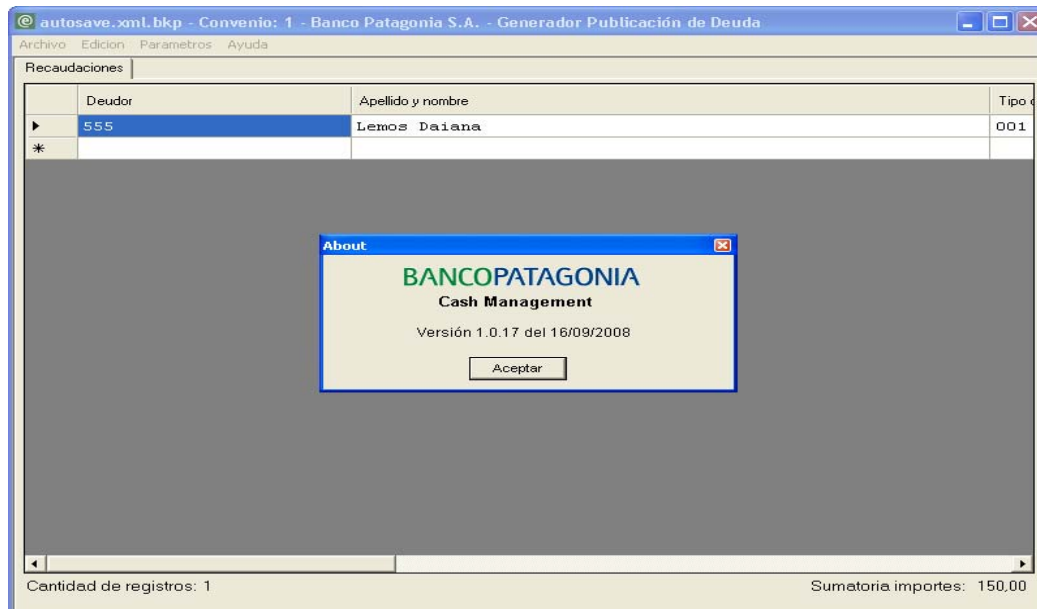 autosave.xml.bkp - Convenio: 1 - Banco Patagonia S.A. - Generador Publicación de Deuda
Archivo Edicion Parametros Ayuda
Recaudaciones
Deudor Apellido y nombre Tipo
555 Lemos Daiana 001
About
BANCOPATAGONIA
Cash Management
Versión 1.0.17 del 16/09/2008
Aceptar
Cantidad de registros: 1 Sumatoria importes: 150,00